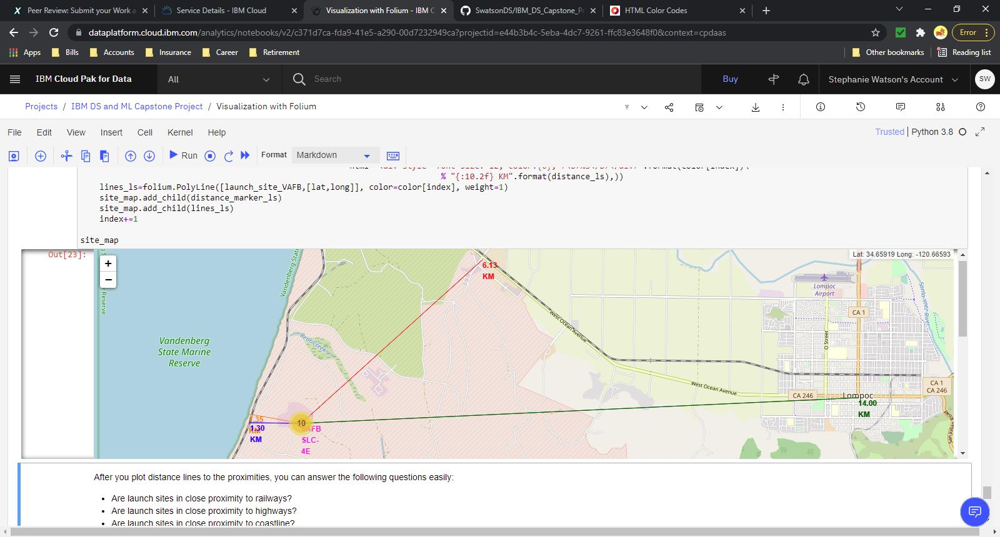 Peer Review: Submit your Work a
Service Details - IBM Cloud
Visualization with Folium - IBM C
SwatsonDS/IBM_DS_Capstone_Pr
HTML Color Codes
dataplatform.cloud.ibm.com/analytics/notebooks/v2/c371d7ca-fda9-41e5-a290-00d7232949ca?projectid=e44b3b4c-5eba-4dc7-9261-ffc83e3648f0&context=cpdaas
Error
Apps
Bills
Accounts
Insurance
Career
Retirement
Other bookmarks
Reading list
IBM Cloud Pak for Data
All
Search
Buy
Stephanie Watson's Account
SW
Projects / IBM DS and ML Capstone Project / Visualization with Folium
File Edit View Insert Cell Kernel Help
Trusted | Python 3.8
Run
Format
Markdown
% "{:10.2f} KM".format(distance_ls),))
lines_ls=folium.PolyLine([launch_site_VAFB,[lat,long]], color=color[index], weight=1)
site_map.add_child(distance_marker_ls)
site_map.add_child(lines_ls)
index+=1
site_map
Out[23]:
+
−
Lat: 34.65919 Long: -120.66593
Vandenberg State
Reserve
6.13
KM
Lompoc
Airport
CA 1
Santa Ynez River
O Street
West Ocean Avenue
Bear Creek
Vandenberg
State Marine
Reserve
West Ocean Avenue
CA 1
CA 246
CA 246
Lompoc
14.00
KM
1.35
KM
1.30
KM
10
VAFB
SLC-
4E
San Julian Road
After you plot distance lines to the proximities, you can answer the following questions easily:
• Are launch sites in close proximity to railways?
• Are launch sites in close proximity to highways?
• Are launch sites in close proximity to coastline?